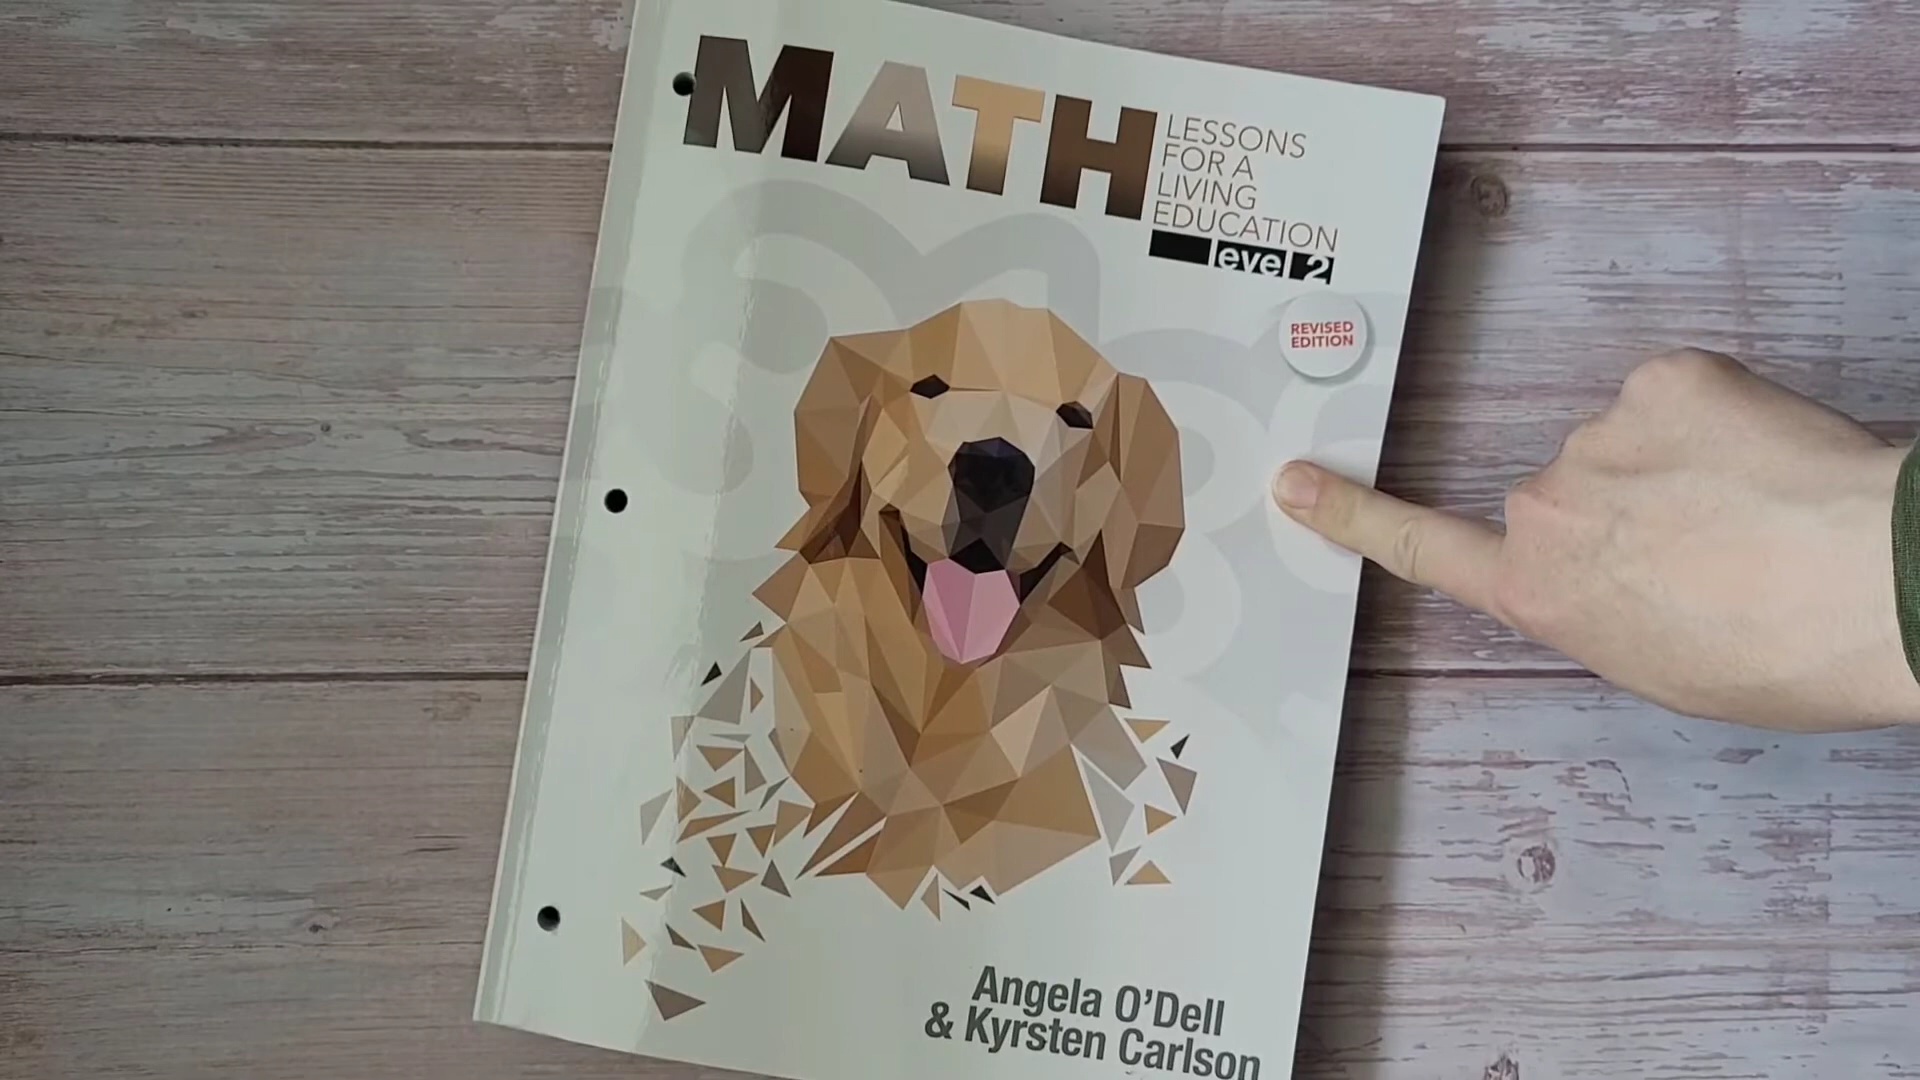 MATH
LESSONS
FOR A
LIVING
EDUCATION
level 2
REVISED
EDITION
Angela O'Dell
& Kyrsten Carlson